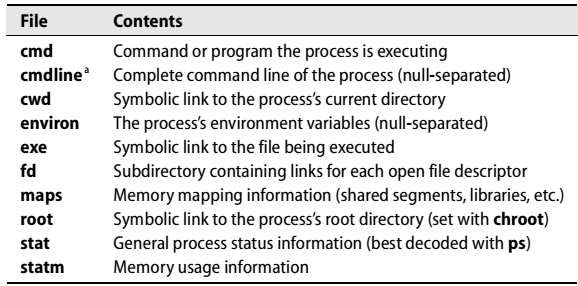 File Contents
cmd Command or program the process is executing
cmdline a Complete command line of the process (null-separated)
cwd Symbolic link to the process’s current directory
environ The process’s environment variables (null-separated)
exe Symbolic link to the file being executed
fd Subdirectory containing links for each open file descriptor
maps Memory mapping information (shared segments, libraries, etc.)
root Symbolic link to the process’s root directory (set with chroot)
stat General process status information (best decoded with ps)
statm Memory usage information